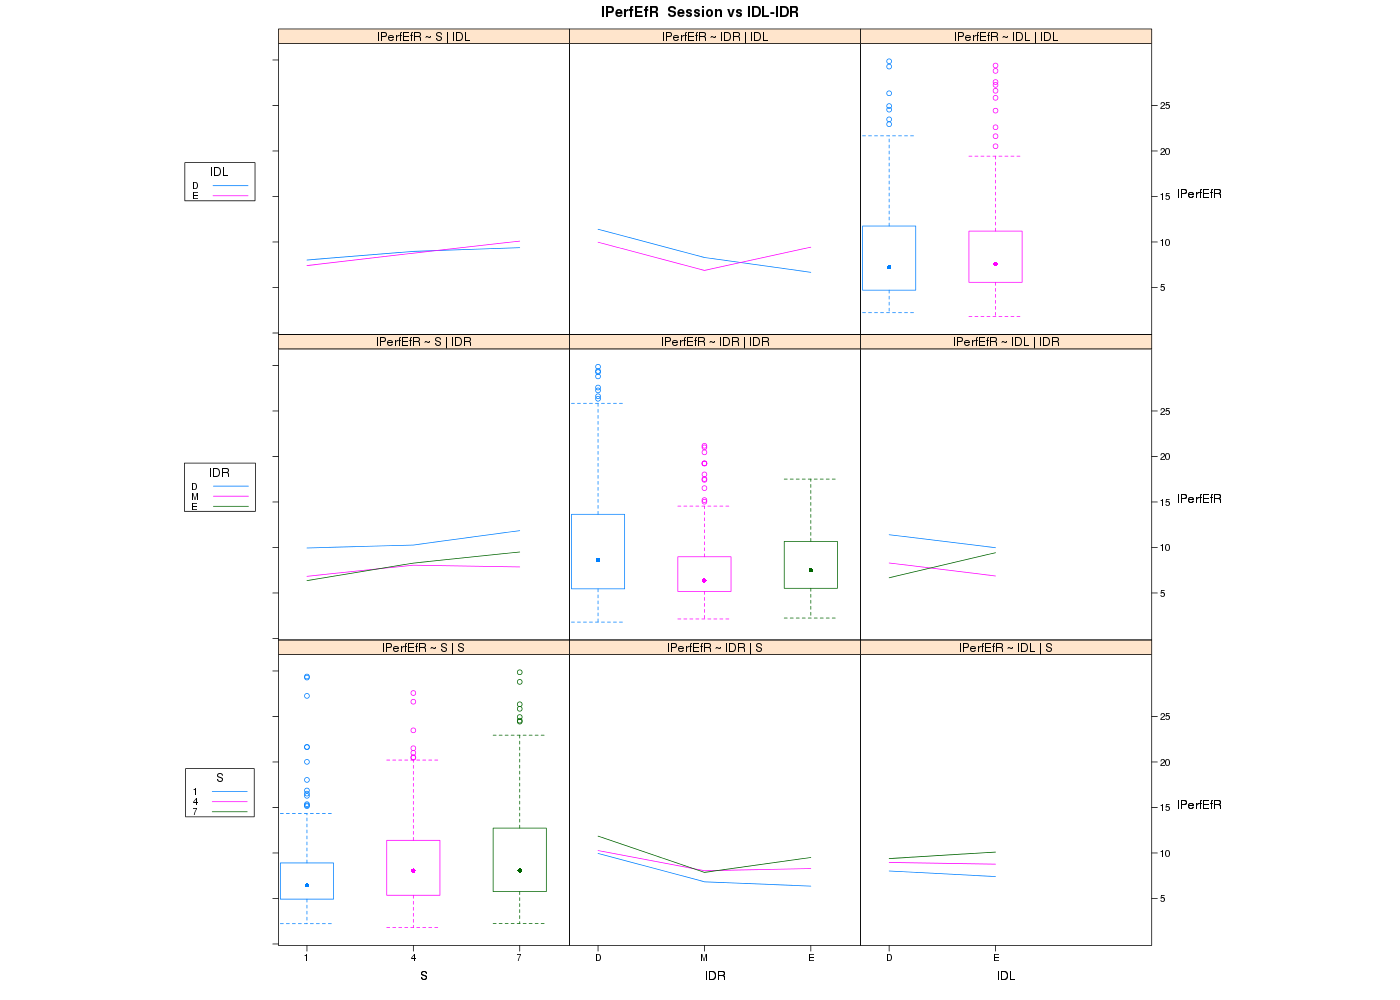 IPerfEfR  Session vs IDL-IDR
IPerfEfR ~ S | IDL
IPerfEfR ~ IDR | IDL
IPerfEfR ~ IDL | IDL
IDL
D
E
25
20
15
10
5
IPerfEfR
IPerfEfR ~ S | IDR
IPerfEfR ~ IDR | IDR
IPerfEfR ~ IDL | IDR
IDR
D
M
E
25
20
15
10
5
IPerfEfR
IPerfEfR ~ S | S
IPerfEfR ~ IDR | S
IPerfEfR ~ IDL | S
S
1
4
7
25
20
15
10
5
IPerfEfR
1 4 7 D M E D E
S IDR IDL